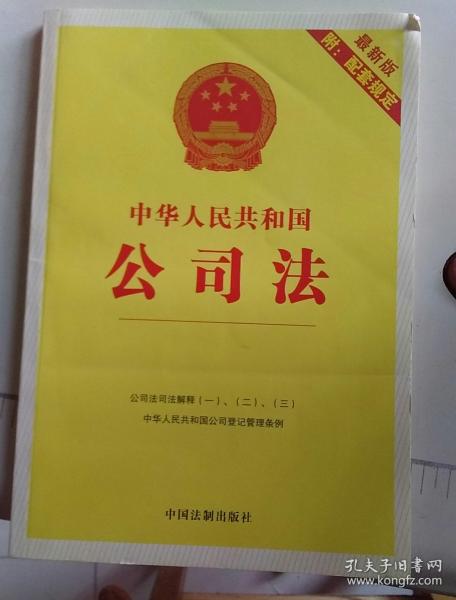 最新版
附：配套规定
中华人民共和国
公司法
公司法司法解释（一）、（二）、（三）
中华人民共和国公司登记管理条例
中国法制出版社
孔夫子旧书网
www.kongfz.com